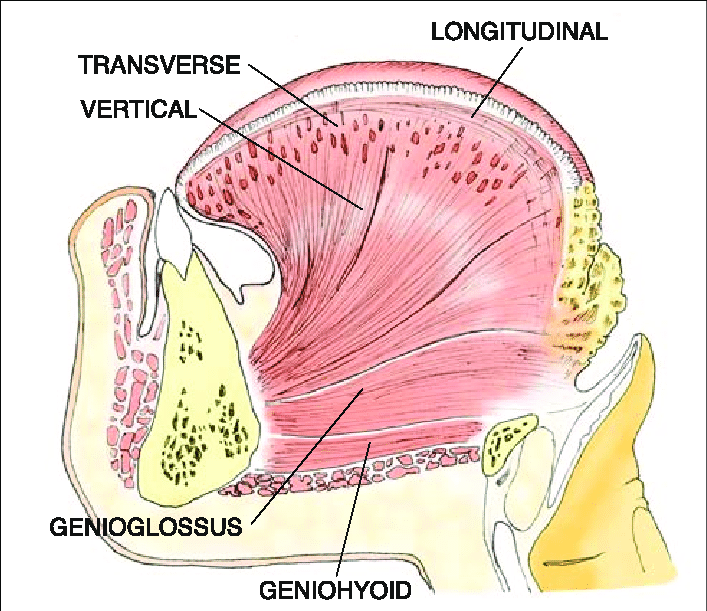 LONGITUDINAL
TRANSVERSE
VERTICAL
GENIOGLOSSUS
GENIOHYOID